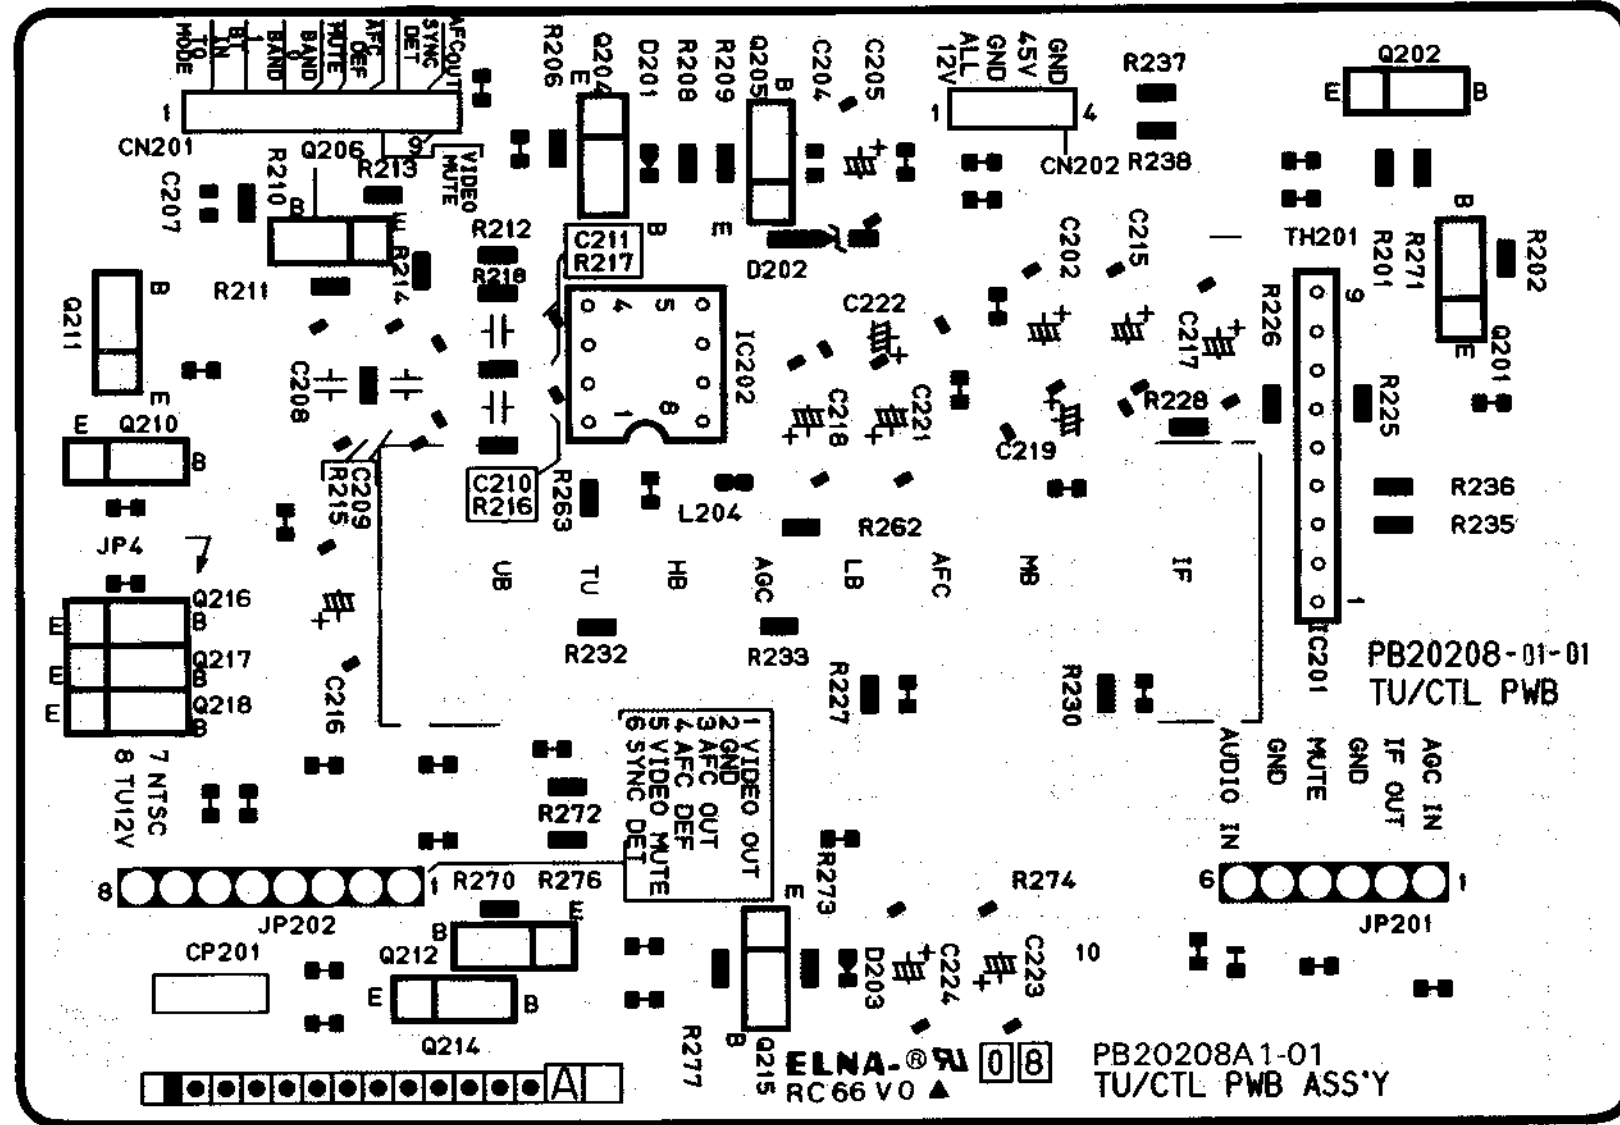 MODE
TO
IN
BT
1
BAND
0
BAND
MUTE
AFC
DEF
SYNC
DET
AFCOUT
1
9
CN201
VIDEO
MUTE
Q206
R213
R206
Q204
E
B
D201
R208
R209
Q205
B
E
C204
C205
ALL
12V
GND
45V
GND
1
4
CN202
R237
R238
Q202
E
B
C207
R210
B
E
R214
R211
R212
R218
C211
R217
D202
C202
C215
TH201
R201
R271
B
E
R202
Q201
Q211
B
E
C208
4
5
1
8
IC202
C222
C217
R226
9
1
IC201
R225
R228
C218
C221
C219
E
Q210
B
R215
C209
C210
R216
R263
L204
R262
R236
R235
JP4
UB
TU
HB
AGC
LB
AFC
MB
IF
Q216
E
B
Q217
E
B
Q218
E
B
C216
R232
R233
R227
R230
PB20208-01-01
TU/CTL PWB
7 NTSC
8 TU12V
1 VIDEO OUT
2 GND
3 AFC OUT
4 AFC DEF
5 VIDEO MUTE
6 SYNC DET
R272
AUDIO IN
GND
MUTE
GND
IF OUT
AGC IN
8
1
JP202
R270
R276
R273
R274
6
1
JP201
CP201
Q212
B
E
E
B
Q214
E
B
Q215
R277
D203
C224
C223
10
A
ELNA-® 08
RC66 V0 ▲
PB20208A1-01
TU/CTL PWB ASS'Y